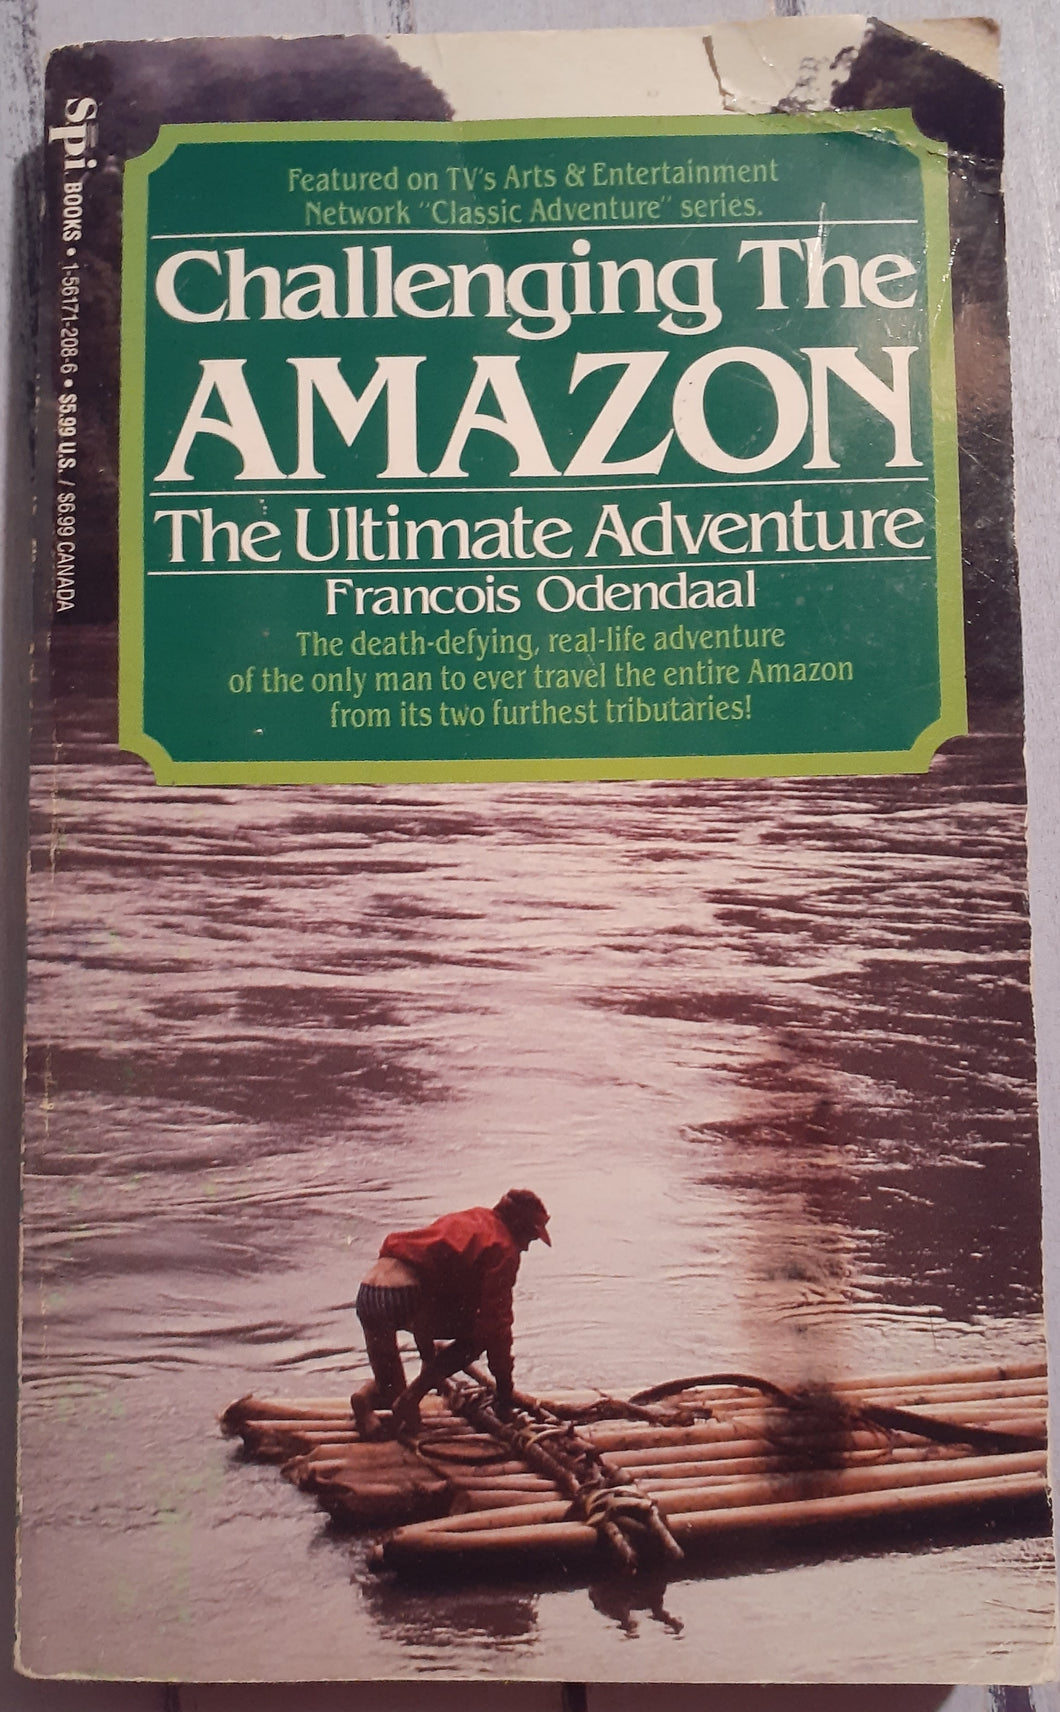 Spi BOOKS • 1-56171-208-6 • $5.99 U.S. / $6.99 CANADA
Featured on TV's Arts & Entertainment
Network "Classic Adventure" series.
Challenging The
AMAZON
The Ultimate Adventure
Francois Odendaal
The death-defying, real-life adventure
of the only man to ever travel the entire Amazon
from its two furthest tributaries!